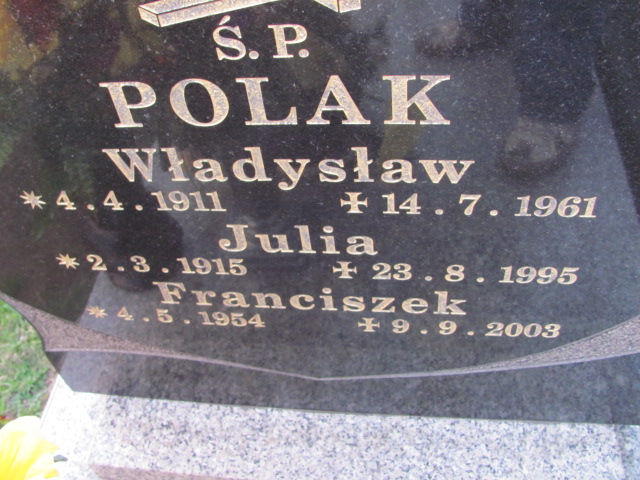 Ś.P.
POLAK
Władysław
* 4.4.1911 ✝ 14.7.1961
Julia
* 2.3.1915 ✝ 23.8.1995
Franciszek
* 4.5.1954 ✝ 9.9.2003